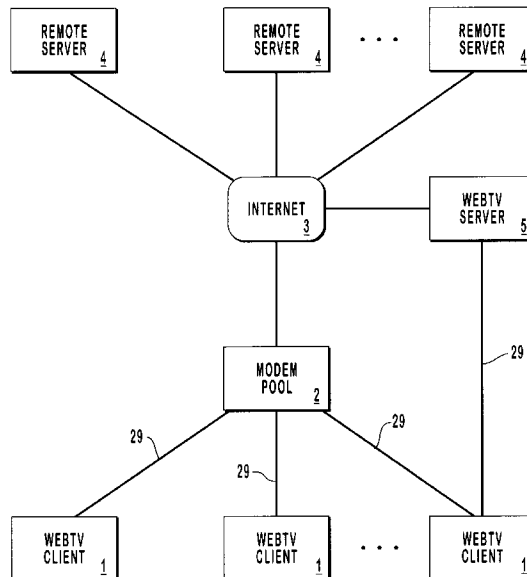 REMOTE
SERVER
4
REMOTE
SERVER
4
. . .
REMOTE
SERVER
4
INTERNET
3
WEBTV
SERVER
5
MODEM
POOL
2
29
29
29
29
WEBTV
CLIENT
1
WEBTV
CLIENT
1
. . .
WEBTV
CLIENT
1